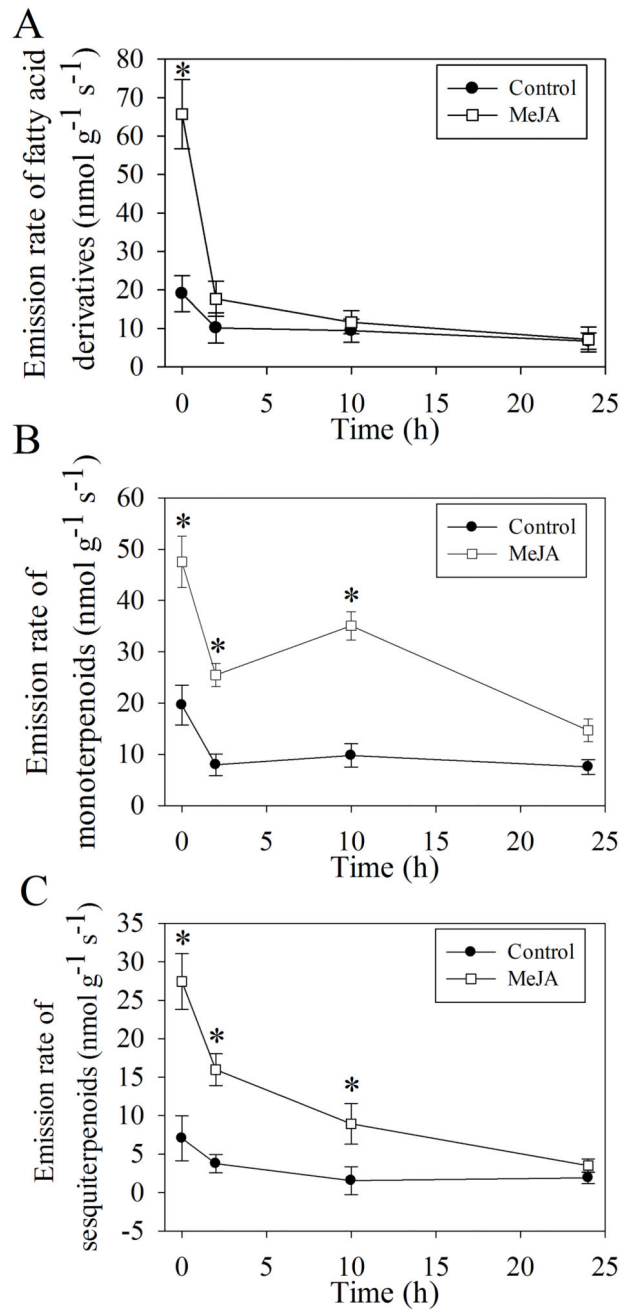 A
Emission rate of fatty acid
derivatives (nmol g-1 s-1)
80
70
60
50
40
30
20
10
0
*
Control
MeJA
0 5 10 15 20 25
Time (h)
B
Emission rate of
monoterpenoids (nmol g-1 s-1)
60
50
40
30
20
10
0
* * *
Control
MeJA
0 5 10 15 20 25
Time (h)
C
Emission rate of
sesquiterpenoids (nmol g-1 s-1)
35
30
25
20
15
10
5
0
-5
* * *
Control
MeJA
0 5 10 15 20 25
Time (h)